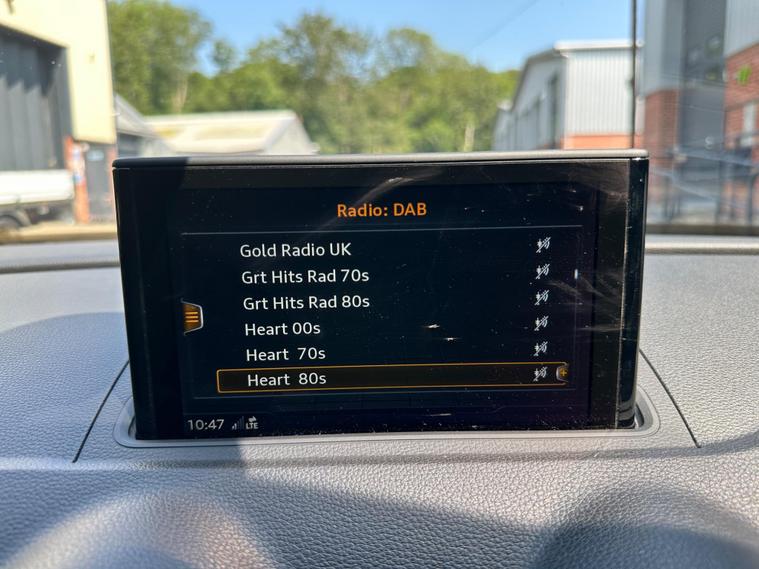 Radio: DAB
Gold Radio UK
Grt Hits Rad 70s
Grt Hits Rad 80s
Heart 00s
Heart 70s
Heart 80s
10:47 LTE